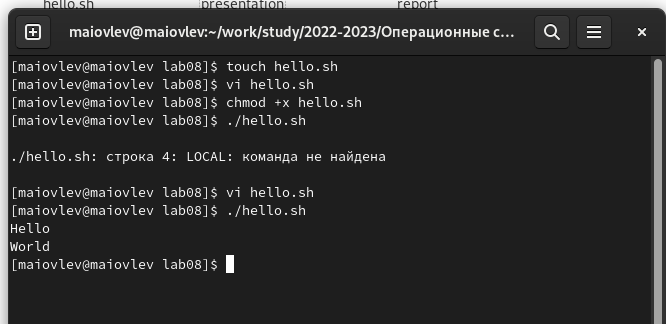 hello.sh presentation report
maiovlev@maiovlev:~/work/study/2022-2023/Операционные с…
[maiovlev@maiovlev lab08]$ touch hello.sh
[maiovlev@maiovlev lab08]$ vi hello.sh
[maiovlev@maiovlev lab08]$ chmod +x hello.sh
[maiovlev@maiovlev lab08]$ ./hello.sh
./hello.sh: строка 4: LOCAL: команда не найдена
[maiovlev@maiovlev lab08]$ vi hello.sh
[maiovlev@maiovlev lab08]$ ./hello.sh
Hello
World
[maiovlev@maiovlev lab08]$